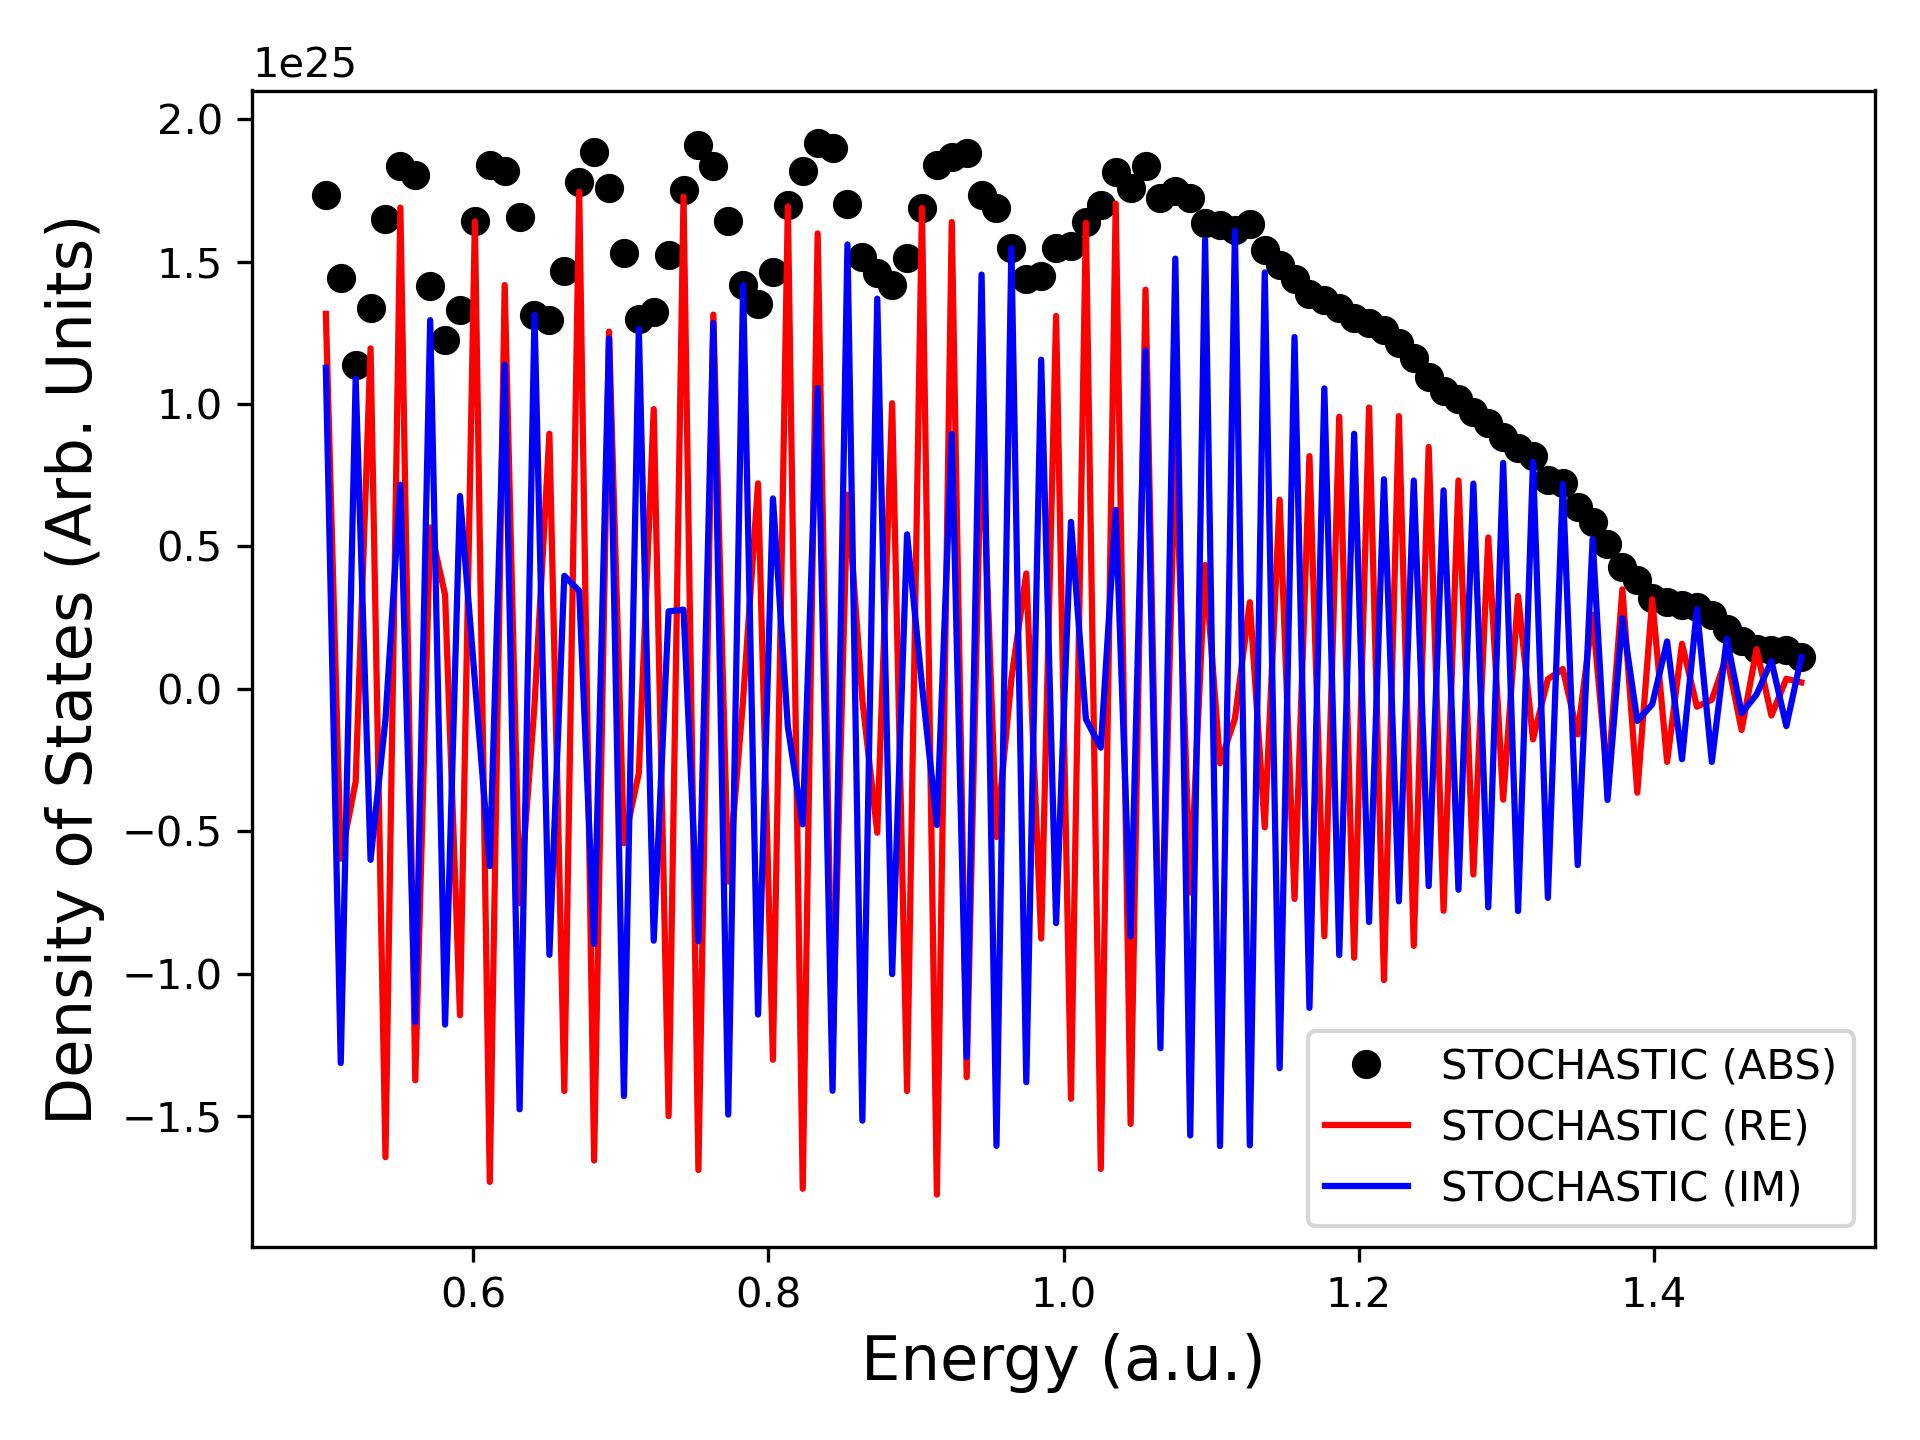 1e25
2.0
1.5
1.0
0.5
0.0
−0.5
−1.0
−1.5
Density of States (Arb. Units)
STOCHASTIC (ABS)
STOCHASTIC (RE)
STOCHASTIC (IM)
0.6 0.8 1.0 1.2 1.4
Energy (a.u.)